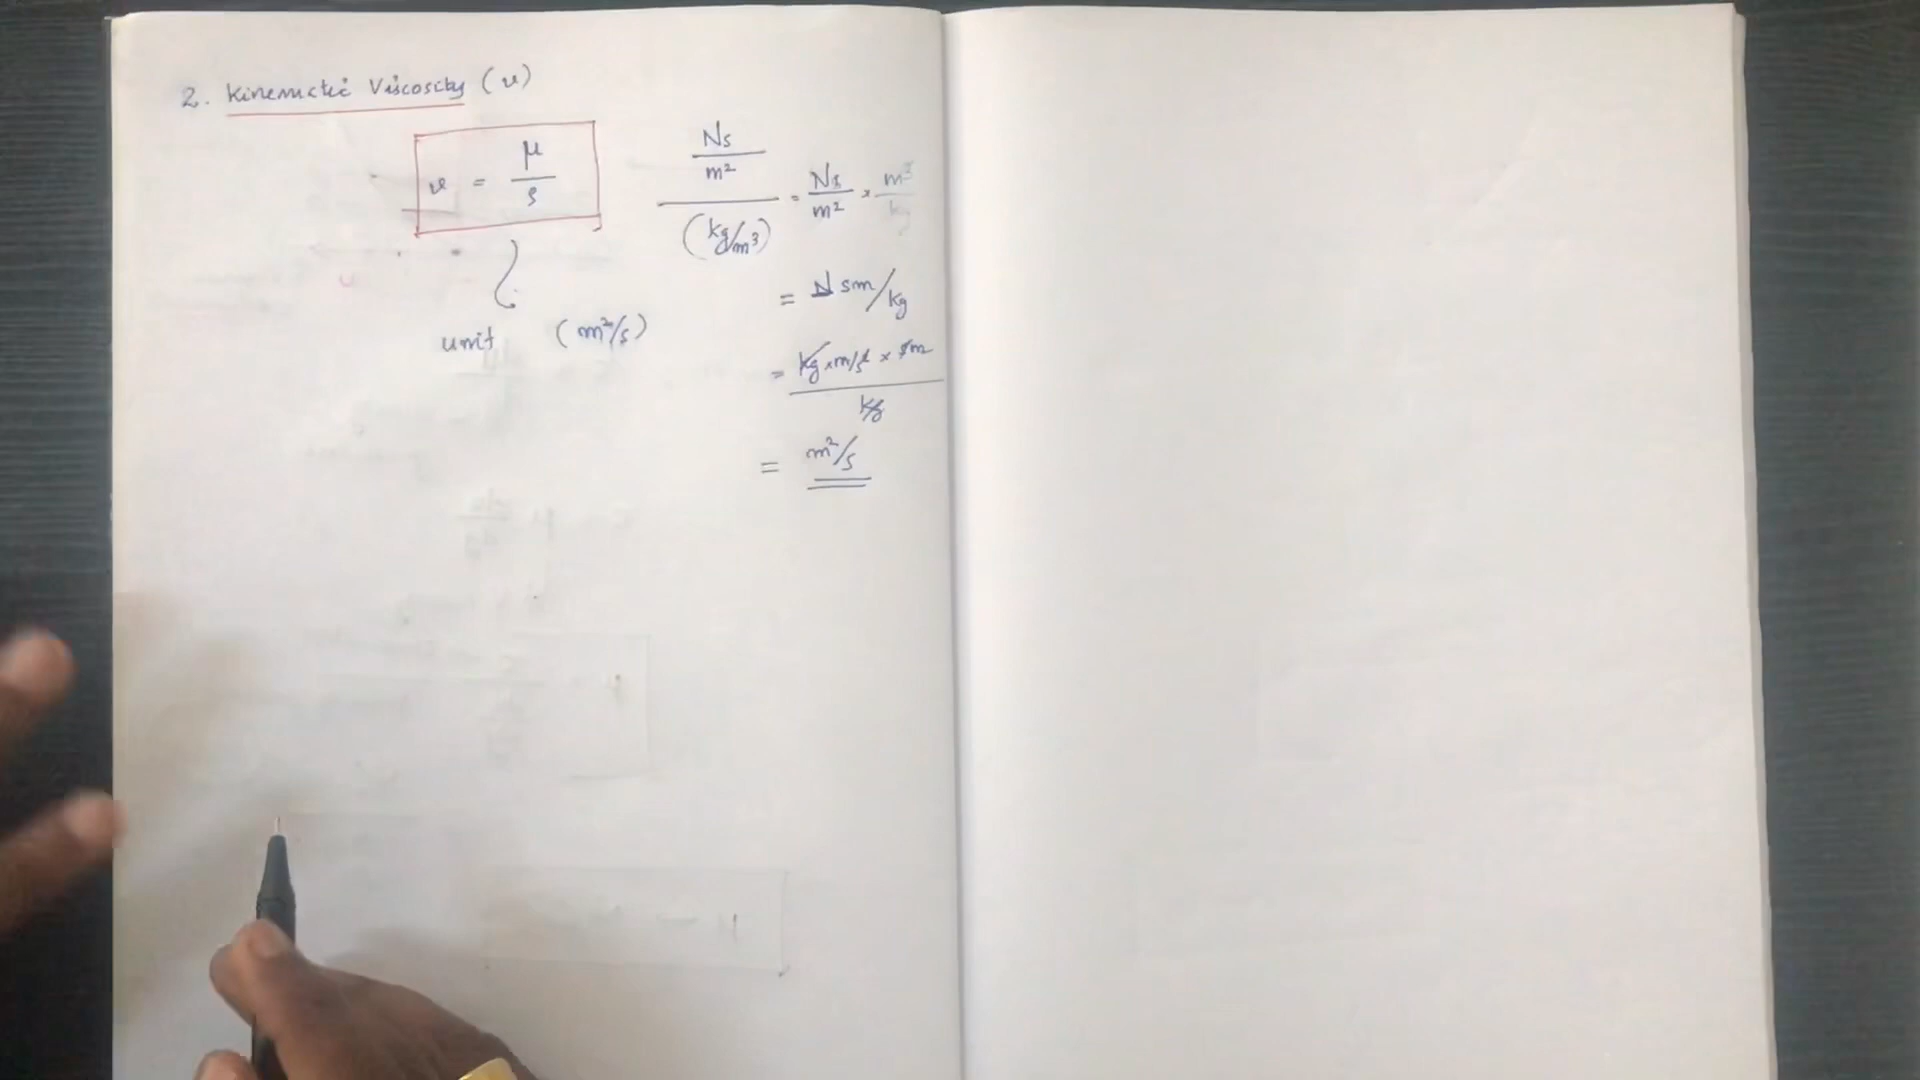 2. Kinematic Viscosity (ν)
ν = μ/ρ
unit (m²/s)
Ns/m² / (kg/m³) = Ns/m² × m³/kg
= N sm/kg
= kg × m/s² × sm / kg
= m²/s